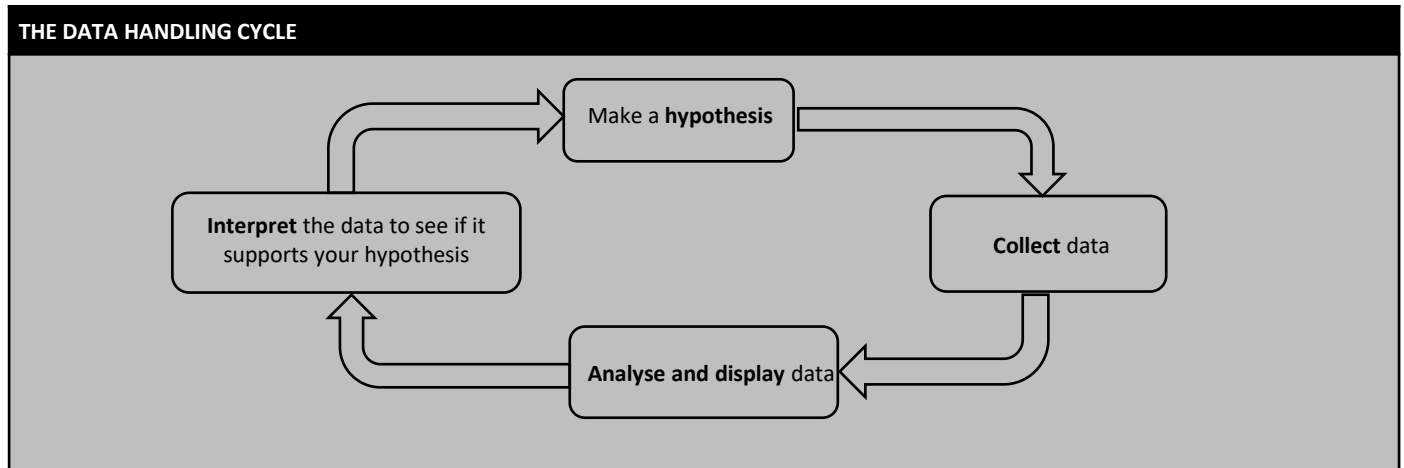 THE DATA HANDLING CYCLE
Make a hypothesis
Collect data
Analyse and display data
Interpret the data to see if it
supports your hypothesis